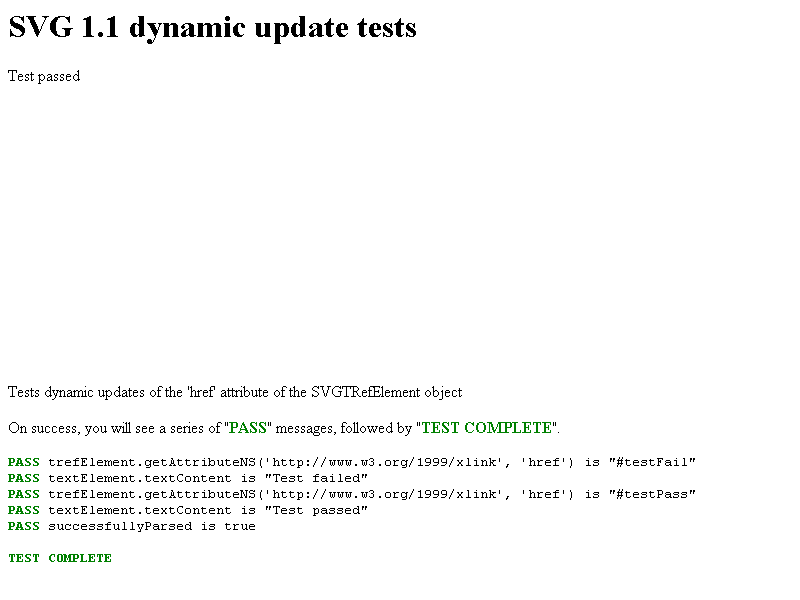 SVG 1.1 dynamic update tests
Test passed
Tests dynamic updates of the 'href' attribute of the SVGTRefElement object
On success, you will see a series of "PASS" messages, followed by "TEST COMPLETE".
PASS trefElement.getAttributeNS('http://www.w3.org/1999/xlink', 'href') is "#testFail"
PASS textElement.textContent is "Test failed"
PASS trefElement.getAttributeNS('http://www.w3.org/1999/xlink', 'href') is "#testPass"
PASS textElement.textContent is "Test passed"
PASS successfullyParsed is true
TEST COMPLETE